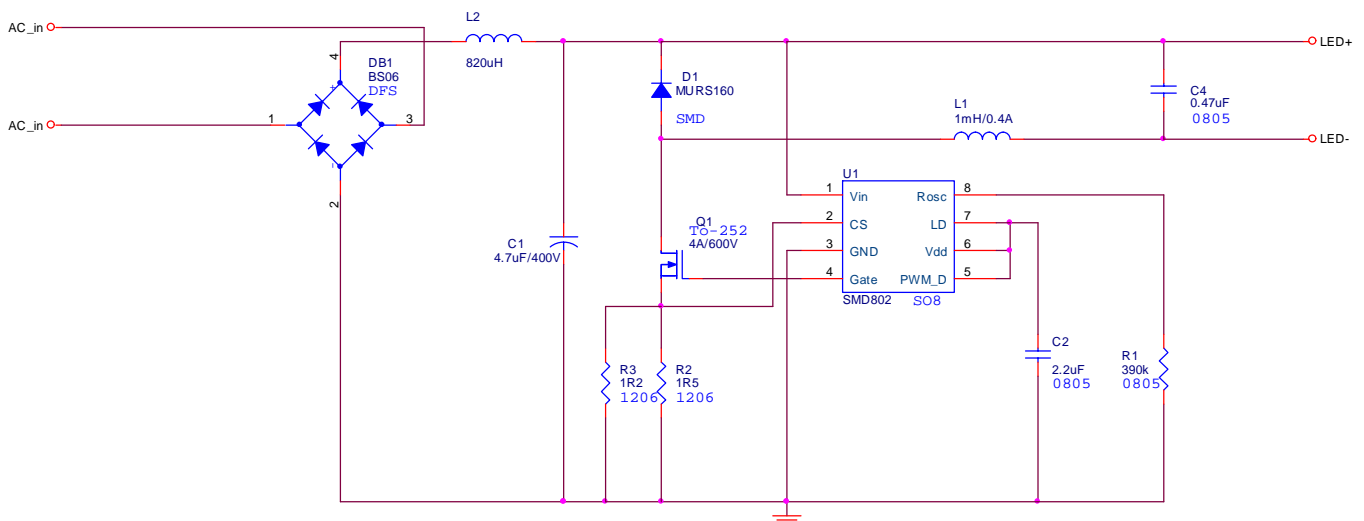 AC_in
L2
820uH
4
DB1
BS06
DFS
+
-
1
3
2
AC_in
D1
MURS160
SMD
LED+
C4
0.47uF
0805
L1
1mH/0.4A
LED-
U1
1
Vin
Rosc
8
2
CS
LD
7
3
GND
Vdd
6
4
Gate
PWM_D
5
SMD802
SO8
Q1
To-252
4A/600V
C1
4.7uF/400V
R3
1R2
1206
R2
1R5
1206
C2
2.2uF
0805
R1
390k
0805